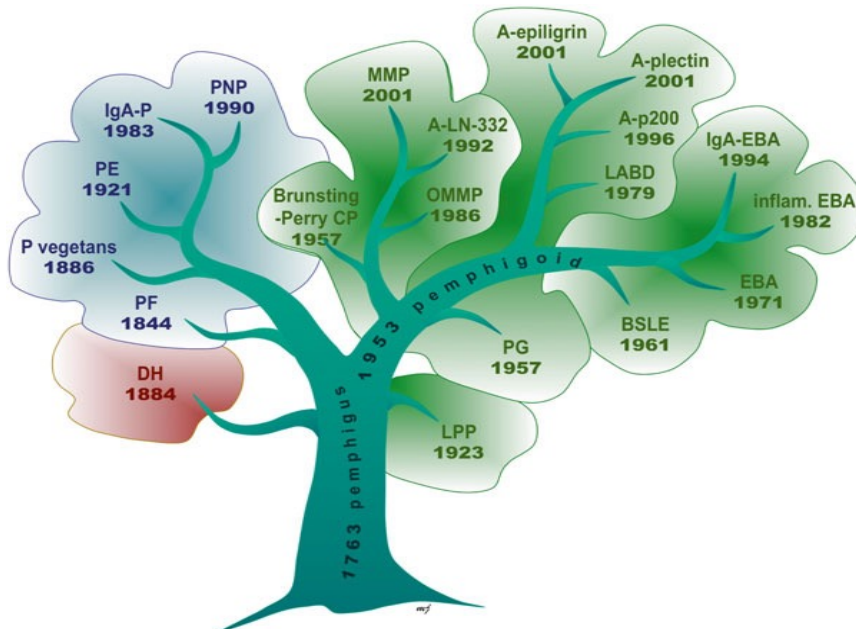 A-epiligrin
2001
A-plectin
2001
MMP
2001
PNP
1990
IgA-P
1983
A-LN-332
1992
A-p200
1996
IgA-EBA
1994
PE
1921
Brunsting
-Perry CP
1957
OMMP
1986
LABD
1979
inflam. EBA
1982
P vegetans
1886
EBA
1971
PF
1844
BSLE
1961
PG
1957
DH
1884
LPP
1923
1953 pemphigoid
1763 pemphigus